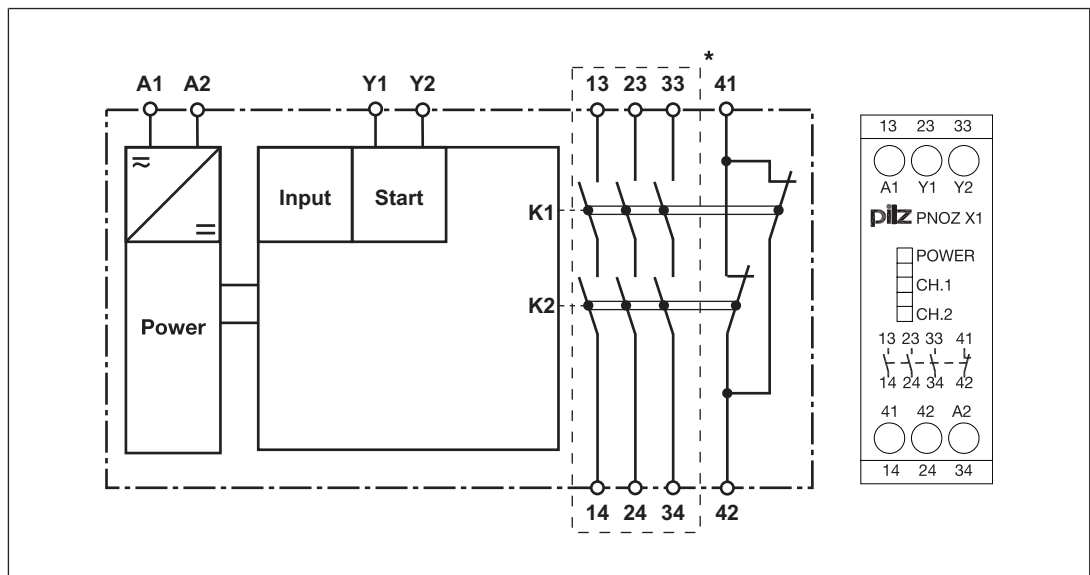 *
A1 A2 Y1 Y2 13 23 33 41
Input Start
K1
K2
Power
14 24 34 42
13 23 33
A1 Y1 Y2
pilz PNOZ X1
POWER
CH.1
CH.2
13 23 33 41
14 24 34 42
41 42 A2
14 24 34